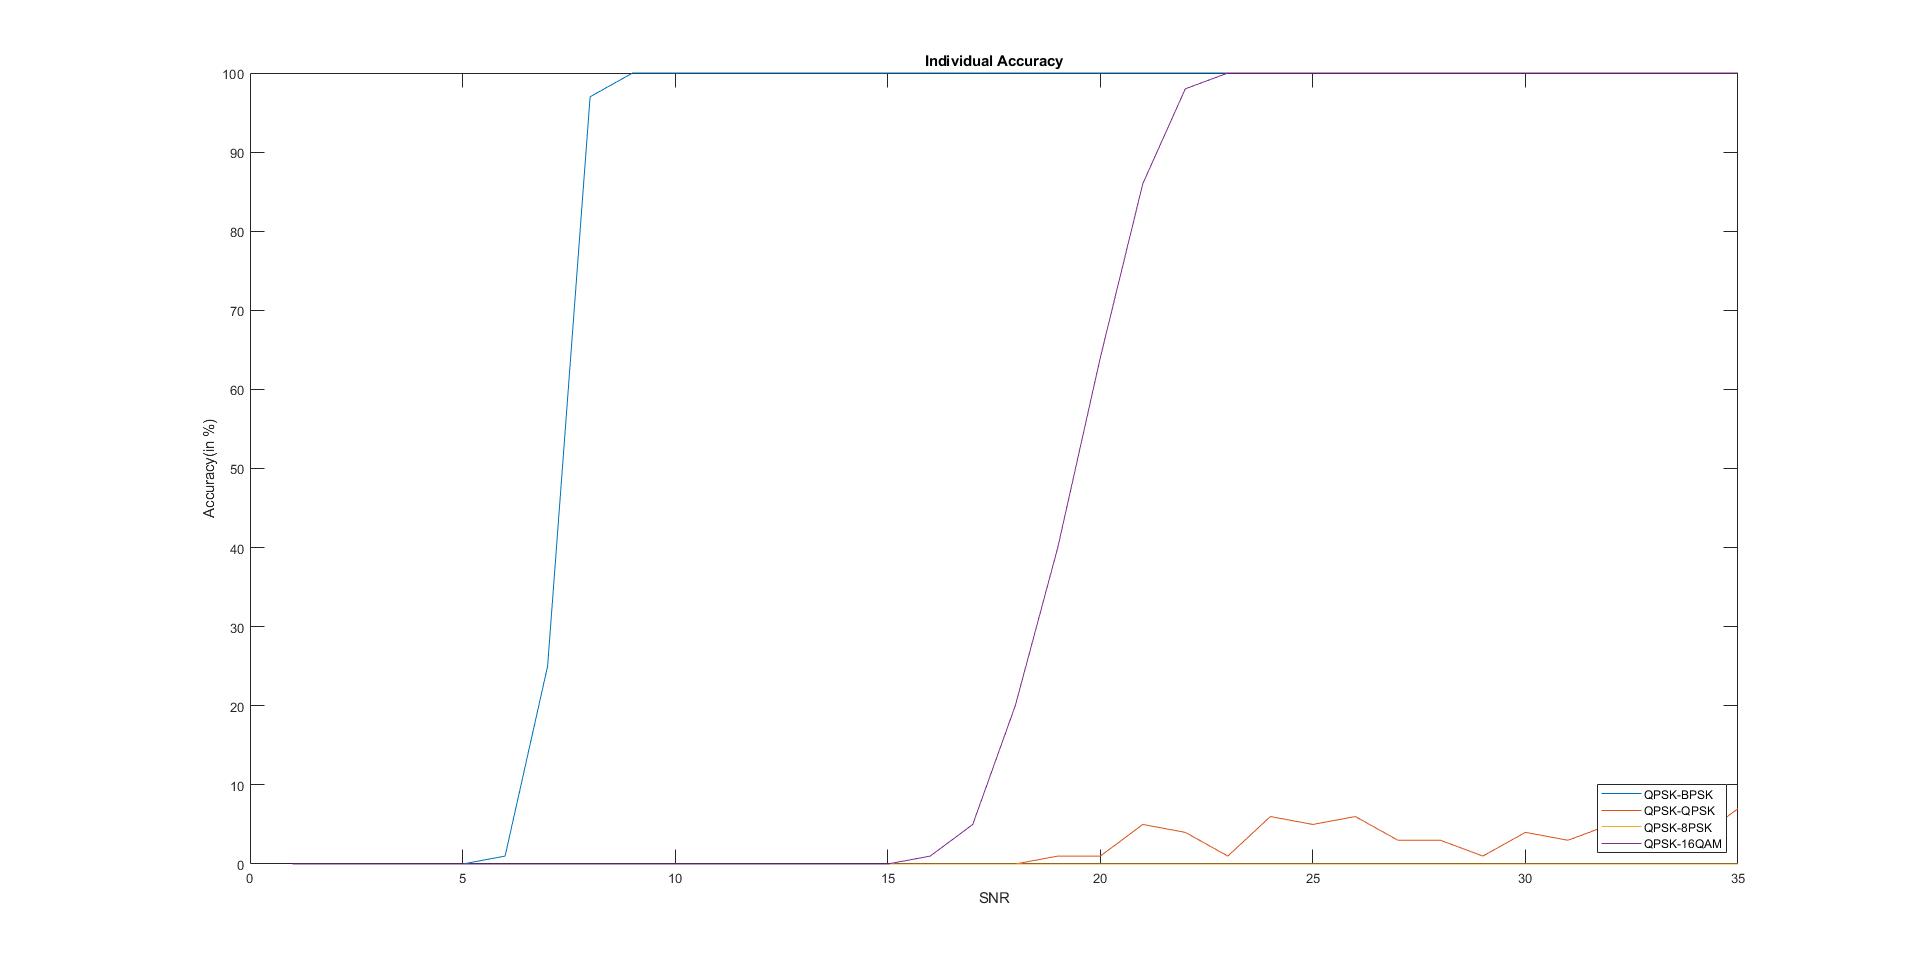 Individual Accuracy
100
90
80
70
60
50
40
30
20
10
0
Accuracy(in %)
0 5 10 15 20 25 30 35
SNR
QPSK-BPSK
QPSK-QPSK
QPSK-8PSK
QPSK-16QAM